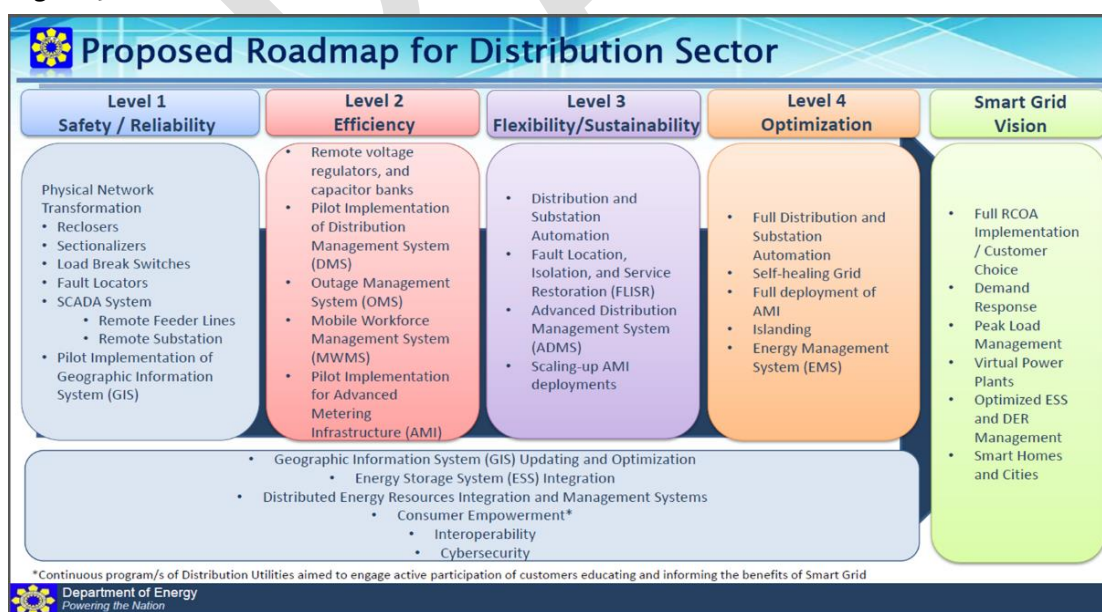 Proposed Roadmap for Distribution Sector
Level 1
Safety / Reliability
Physical Network
Transformation
• Reclosers
• Sectionalizers
• Load Break Switches
• Fault Locators
• SCADA System
• Remote Feeder Lines
• Remote Substation
• Pilot Implementation of
Geographic Information
System (GIS)
Level 2
Efficiency
• Remote voltage
regulators, and
capacitor banks
• Pilot Implementation
of Distribution
Management System
(DMS)
• Outage Management
System (OMS)
• Mobile Workforce
Management System
(MWMS)
• Pilot Implementation
for Advanced
Metering
Infrastructure (AMI)
Level 3
Flexibility/Sustainability
• Distribution and
Substation
Automation
• Fault Location,
Isolation, and Service
Restoration (FLISR)
• Advanced Distribution
Management System
(ADMS)
• Scaling-up AMI
deployments
Level 4
Optimization
• Full Distribution and
Substation
Automation
• Self-healing Grid
• Full deployment of
AMI
• Islanding
• Energy Management
System (EMS)
Smart Grid
Vision
• Full RCOA
Implementation
/ Customer
Choice
• Demand
Response
• Peak Load
Management
• Virtual Power
Plants
• Optimized ESS
and DER
Management
• Smart Homes
and Cities
• Geographic Information System (GIS) Updating and Optimization
• Energy Storage System (ESS) Integration
• Distributed Energy Resources Integration and Management Systems
• Consumer Empowerment*
• Interoperability
• Cybersecurity
*Continuous program/s of Distribution Utilities aimed to engage active participation of customers educating and informing the benefits of Smart Grid
Department of Energy
Powering the Nation